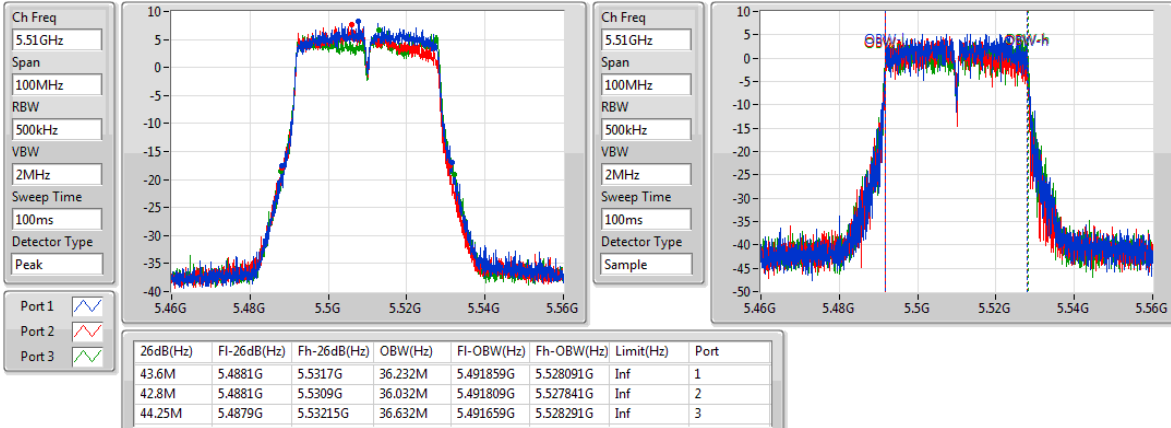 Ch Freq
5.51GHz
Span
100MHz
RBW
500kHz
VBW
2MHz
Sweep Time
100ms
Detector Type
Peak
Port 1
Port 2
Port 3
10
5
0
-5
-10
-15
-20
-25
-30
-35
-40
5.46G 5.48G 5.5G 5.52G 5.54G 5.56G
Ch Freq
5.51GHz
Span
100MHz
RBW
500kHz
VBW
2MHz
Sweep Time
100ms
Detector Type
Sample
10
5
0
-5
-10
-15
-20
-25
-30
-35
-40
-45
-50
5.46G 5.48G 5.5G 5.52G 5.54G 5.56G
26dB(Hz) Fl-26dB(Hz) Fh-26dB(Hz) OBW(Hz) Fl-OBW(Hz) Fh-OBW(Hz) Limit(Hz) Port
43.6M 5.4881G 5.5317G 36.232M 5.491859G 5.528091G Inf 1
42.8M 5.4881G 5.5309G 36.032M 5.491809G 5.527841G Inf 2
44.25M 5.4879G 5.53215G 36.632M 5.491659G 5.528291G Inf 3